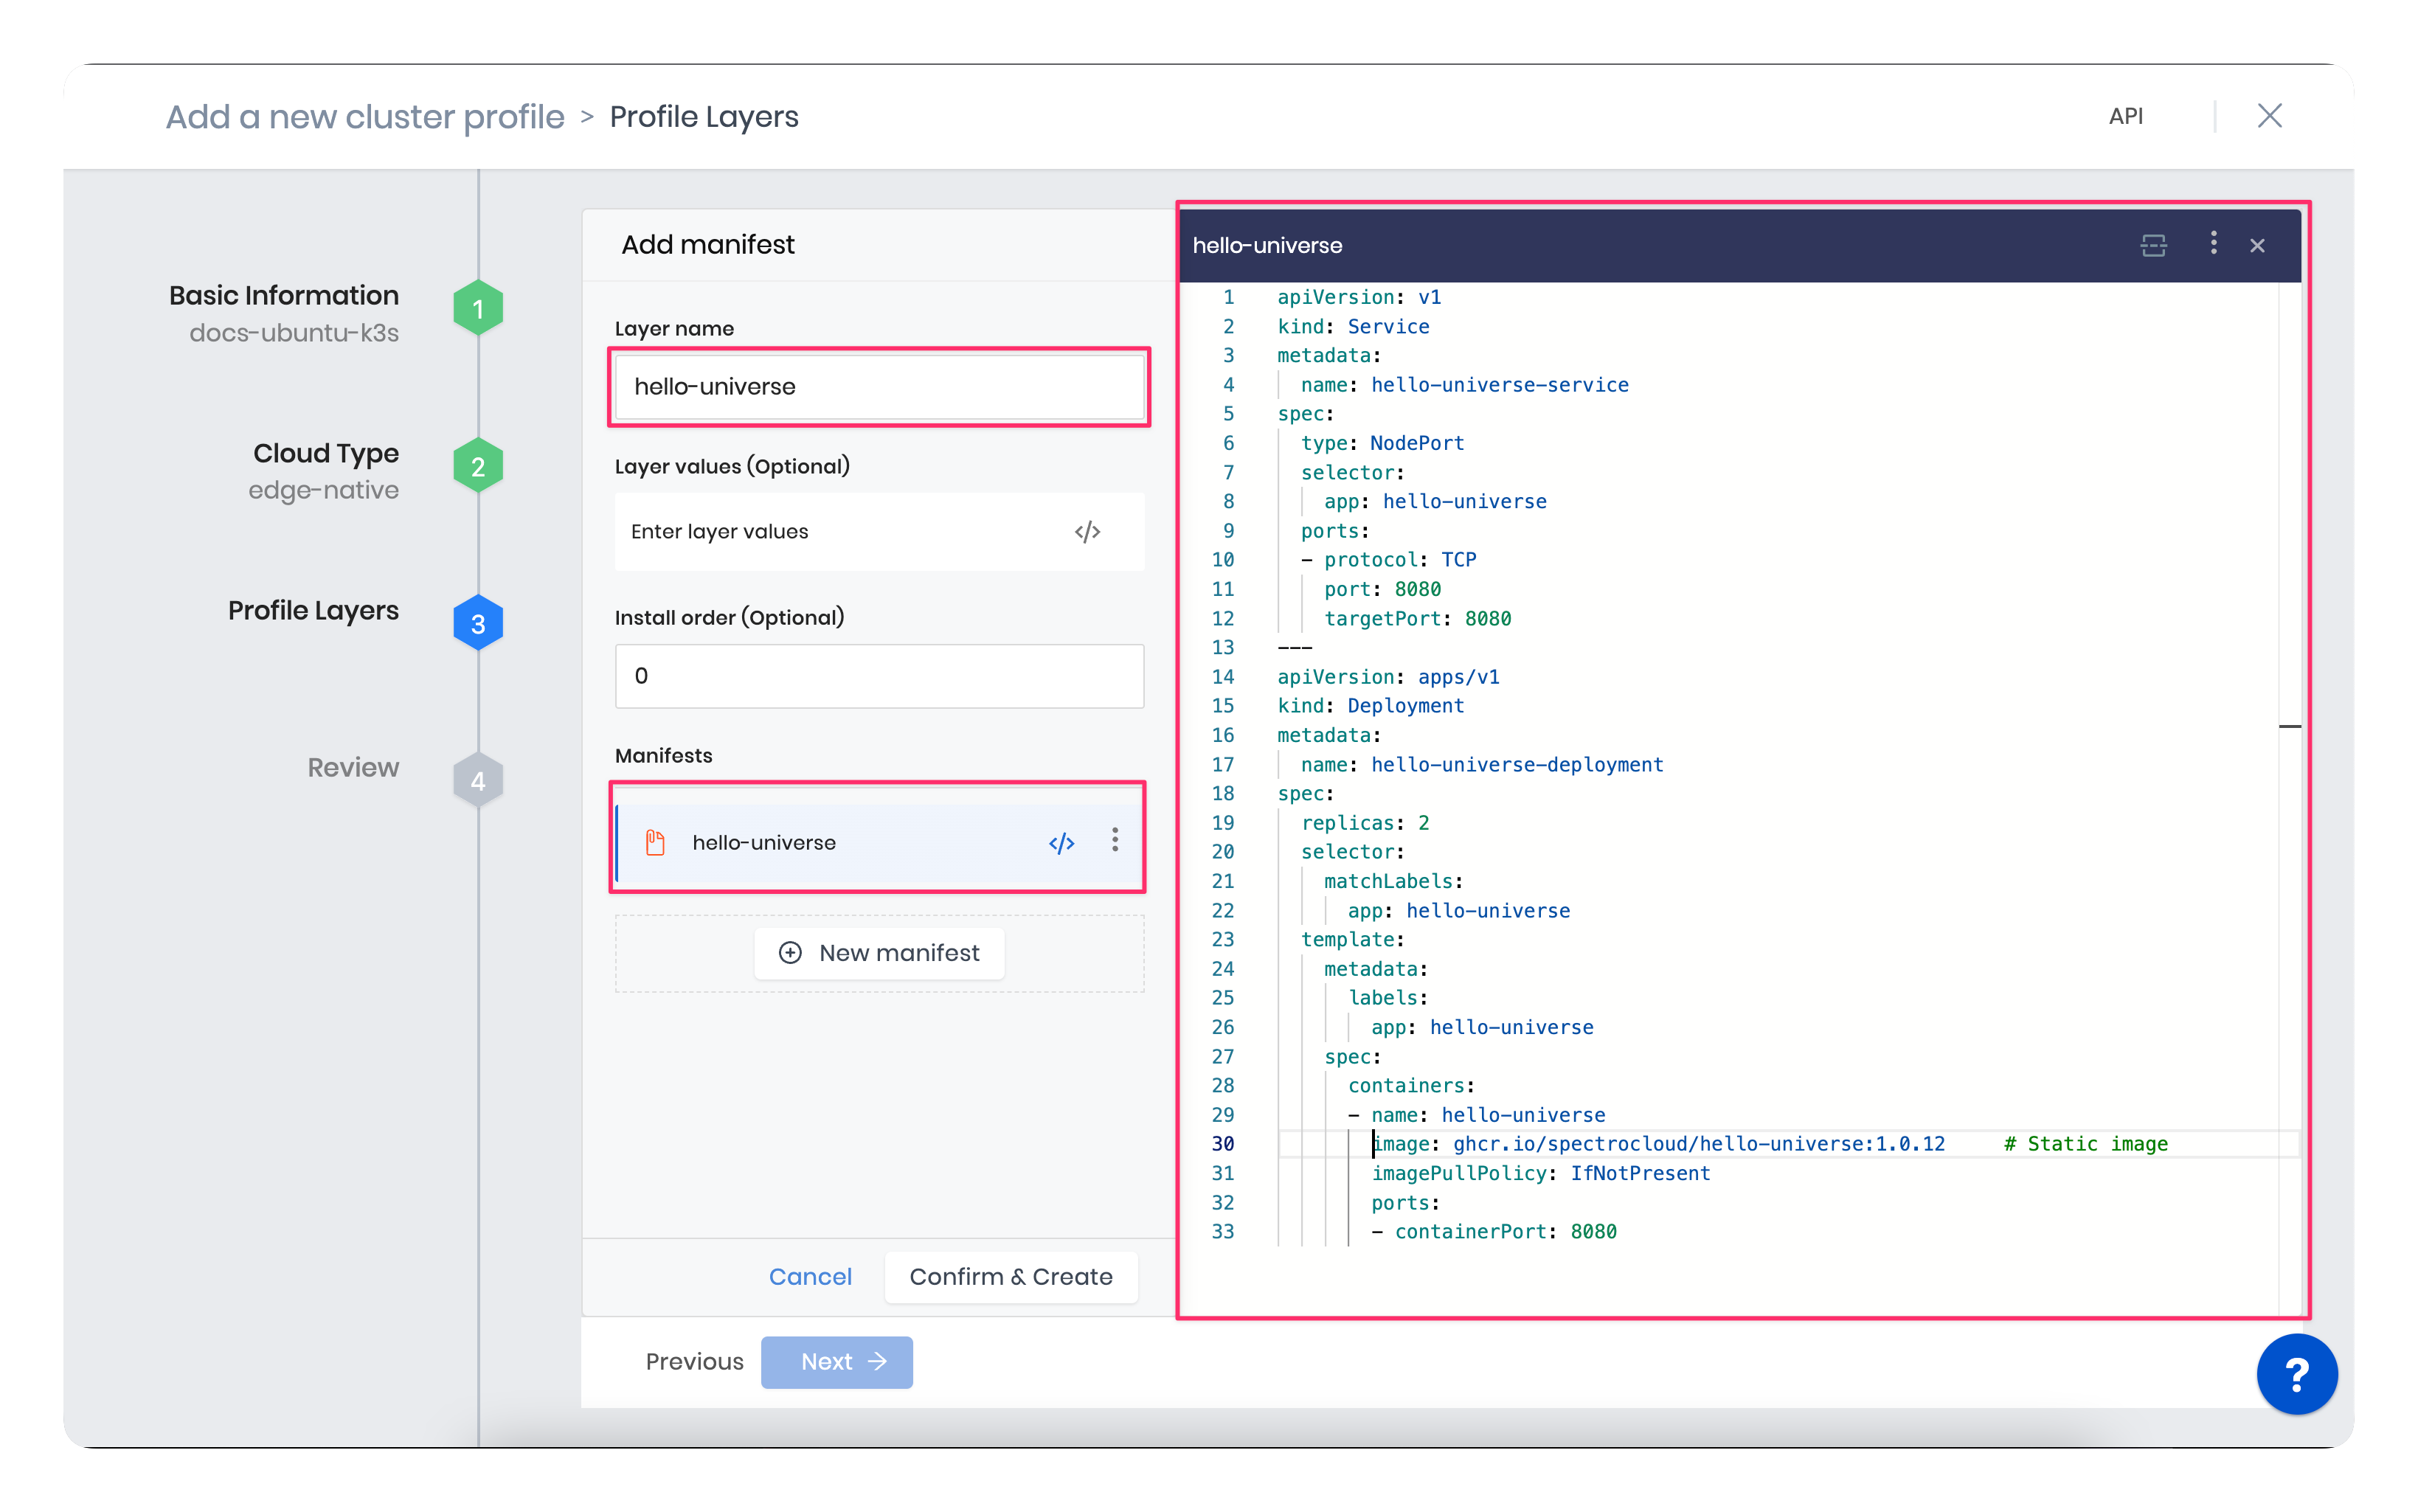 Add a new cluster profile > Profile Layers
API
Basic Information
docs-ubuntu-k3s
1
Cloud Type
edge-native
2
Profile Layers
3
Review
4
Add manifest
Layer name
hello-universe
Layer values (Optional)
Enter layer values </>
Install order (Optional)
0
Manifests
hello-universe </>
New manifest
Cancel
Confirm & Create
Previous
Next →
hello-universe
1 apiVersion: v1
2 kind: Service
3 metadata:
4   name: hello-universe-service
5 spec:
6   type: NodePort
7   selector:
8     app: hello-universe
9   ports:
10   - protocol: TCP
11     port: 8080
12     targetPort: 8080
13 ---
14 apiVersion: apps/v1
15 kind: Deployment
16 metadata:
17   name: hello-universe-deployment
18 spec:
19   replicas: 2
20   selector:
21     matchLabels:
22       app: hello-universe
23   template:
24     metadata:
25       labels:
26         app: hello-universe
27     spec:
28       containers:
29       - name: hello-universe
30         image: ghcr.io/spectrocloud/hello-universe:1.0.12     # Static image
31         imagePullPolicy: IfNotPresent
32         ports:
33         - containerPort: 8080
?